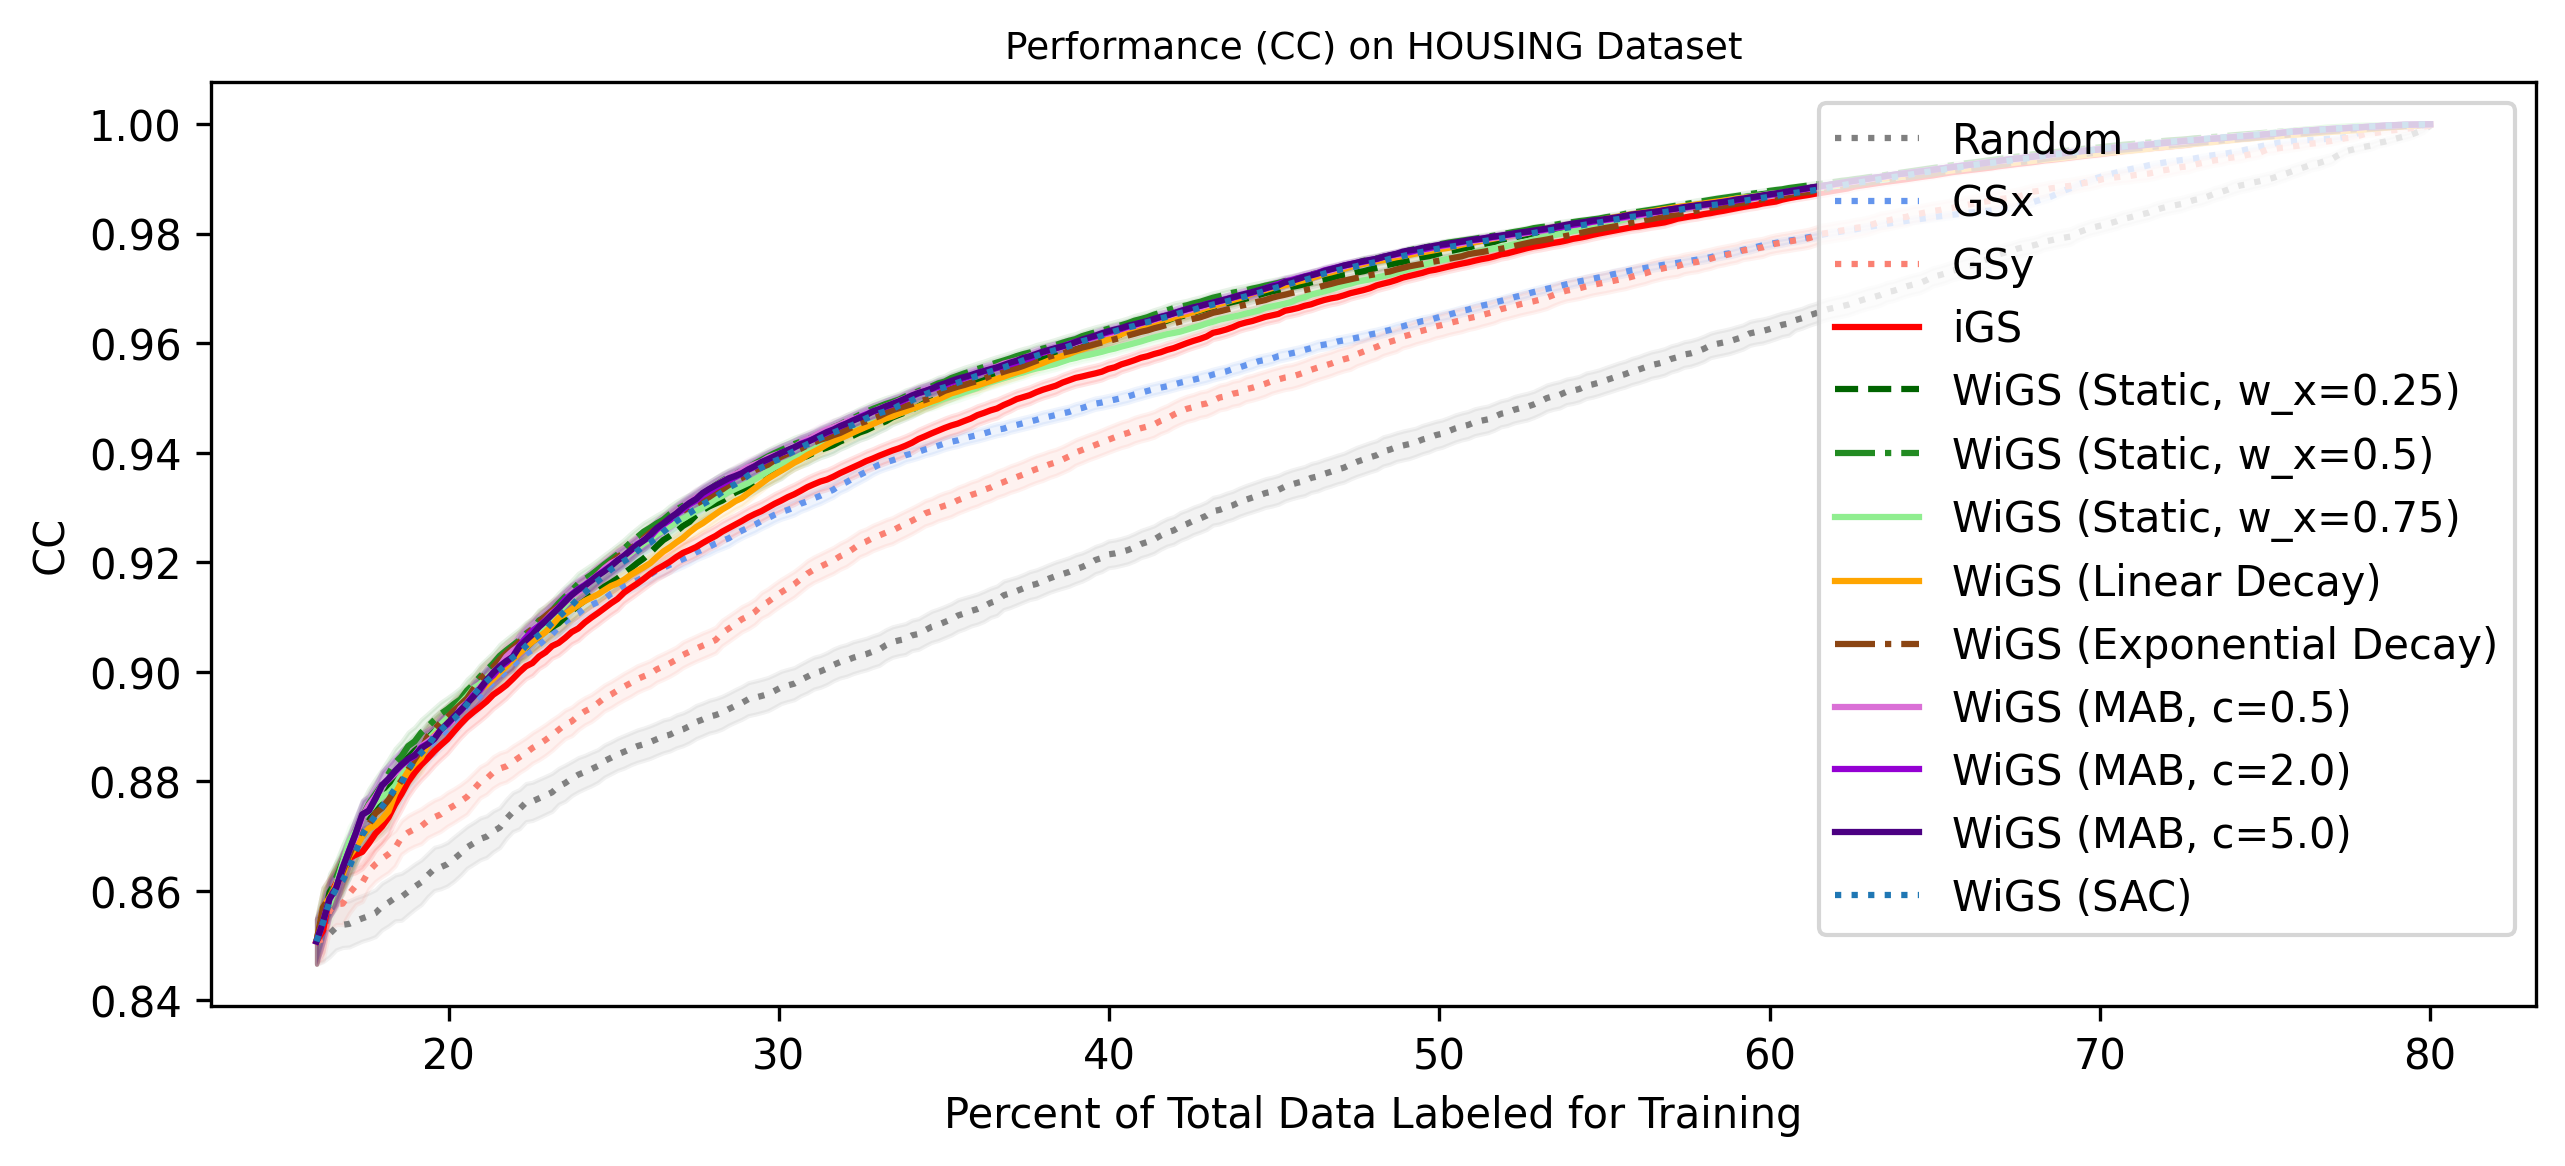 Performance (CC) on HOUSING Dataset
CC
1.00
0.98
0.96
0.94
0.92
0.90
0.88
0.86
0.84
20 30 40 50 60 70 80
Percent of Total Data Labeled for Training
Random
GSx
GSy
iGS
WiGS (Static, w_x=0.25)
WiGS (Static, w_x=0.5)
WiGS (Static, w_x=0.75)
WiGS (Linear Decay)
WiGS (Exponential Decay)
WiGS (MAB, c=0.5)
WiGS (MAB, c=2.0)
WiGS (MAB, c=5.0)
WiGS (SAC)